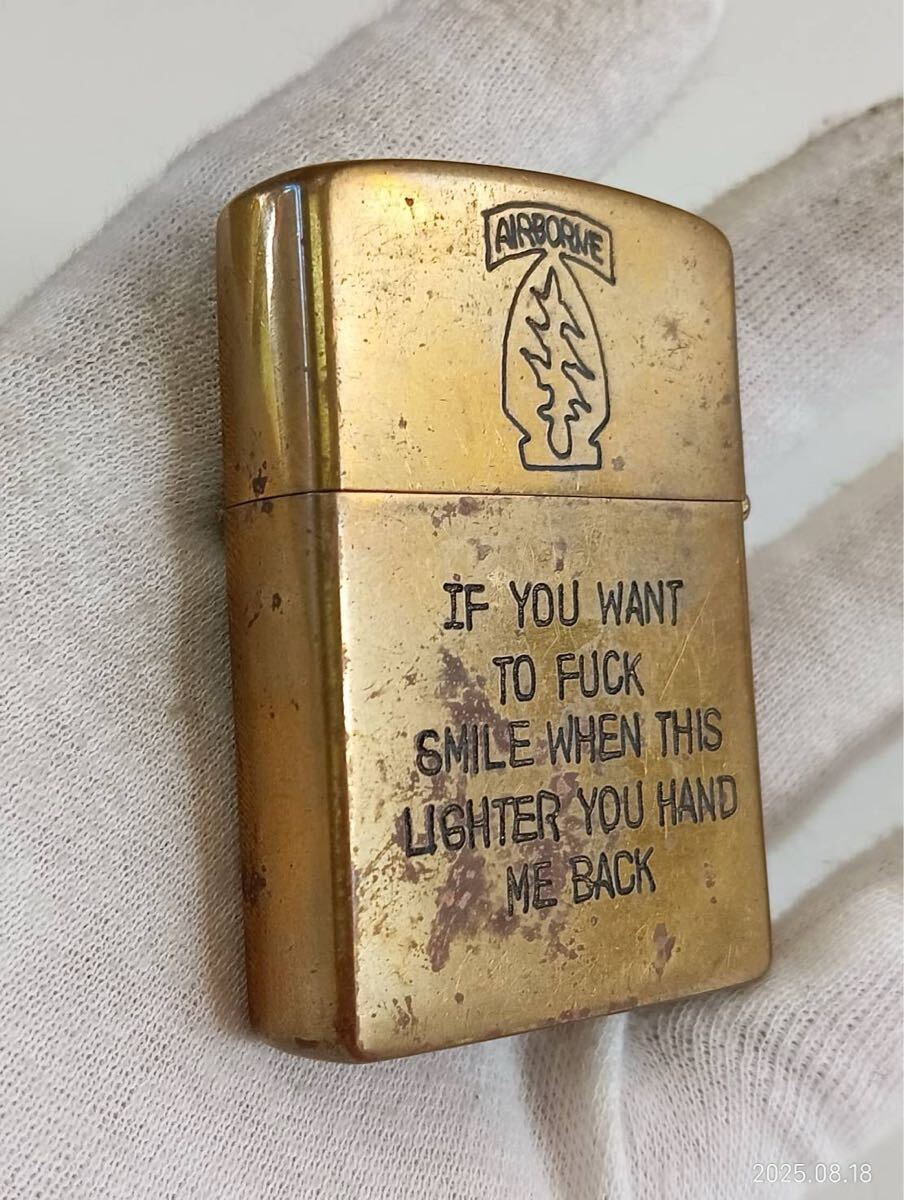 AIRBORNE
IF YOU WANT
TO FUCK
SMILE WHEN THIS
LIGHTER YOU HAND
ME BACK
2025.08.18